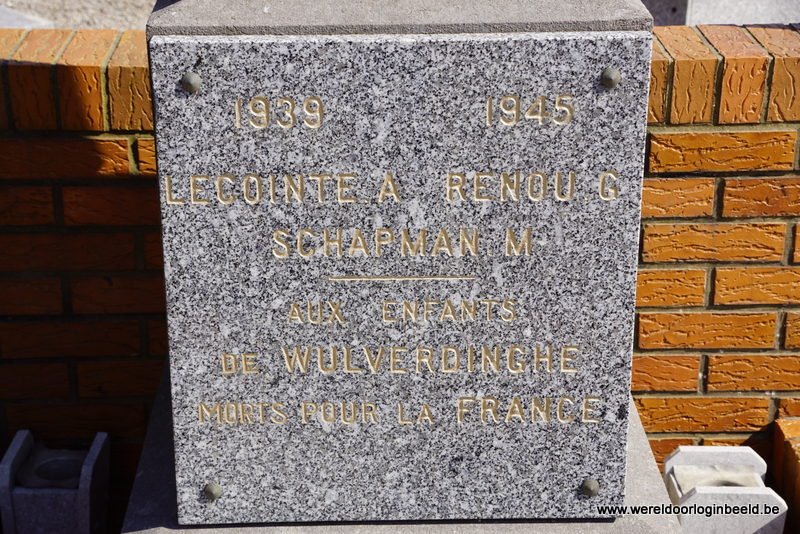 1939 1945
LECOINTE A RENOU G
SCHAPMAN M
AUX ENFANTS
DE WULVERDINGHE
MORTS POUR LA FRANCE
www.wereldoorloginbeeld.be